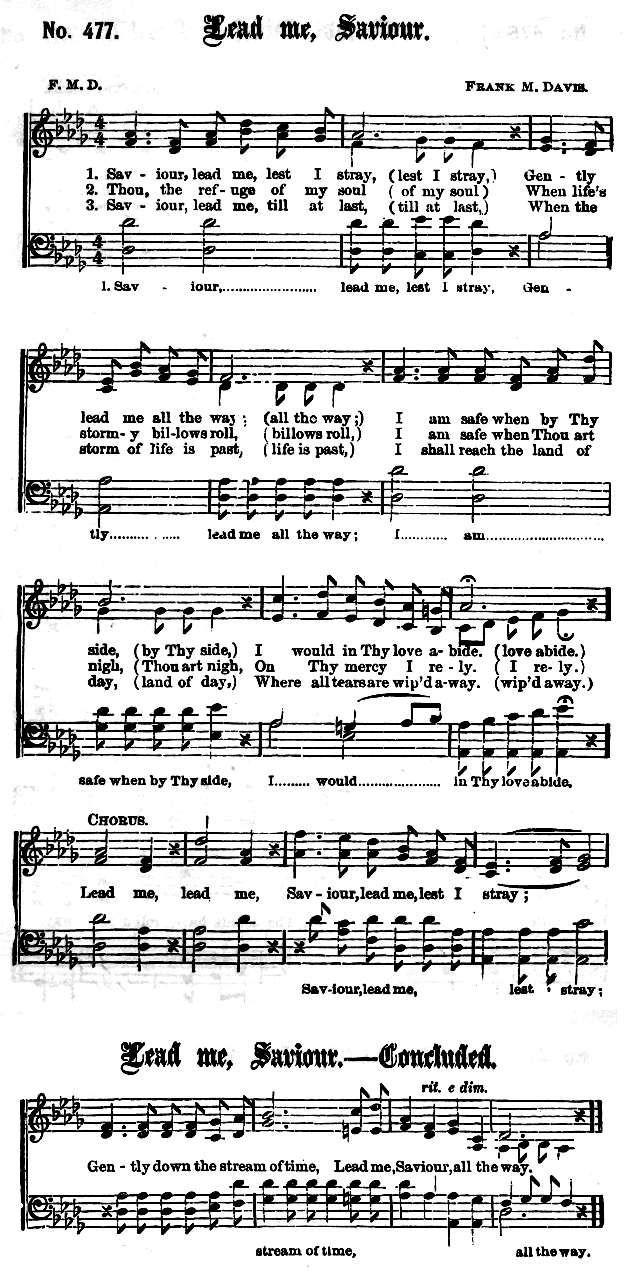 No. 477. Lead me, Saviour.
F. M. D. FRANK M. DAVIS.
1. Sav - iour, lead me, lest I stray, (lest I stray,) Gen - tly
2. Thou, the ref - uge of my soul ( of my soul) When life's
3. Sav - iour, lead me, till at last, (till at last,) When the
1. Sav - iour,....................... lead me, lest I stray, Gen -
lead me all the way; (all the way;) I am safe when by Thy
storm-y bil-lows roll, (billows roll,) I am safe when Thou art
storm of life is past, (life is past,) I shall reach the land of
tly.................... lead me all the way; I............ am..............................
side, (by Thy side,) I would in Thy love a-bide. (love abide.)
nigh, (Thou art nigh, On Thy mercy I re-ly. ( I re-ly.)
day, (land of day,) Where all tears are wip'd a-way. (wip'd away.)
safe when by Thy side, I......... would..................... in Thy love abide.
CHORUS.
Lead me, lead me, Sav-iour, lead me, lest I stray;
Sav-iour, lead me, lest I stray;
Lead me, Saviour.—Concluded.
rit. e dim.
Gen - tly down the stream of time, Lead me, Saviour, all the way.
stream of time, all the way.